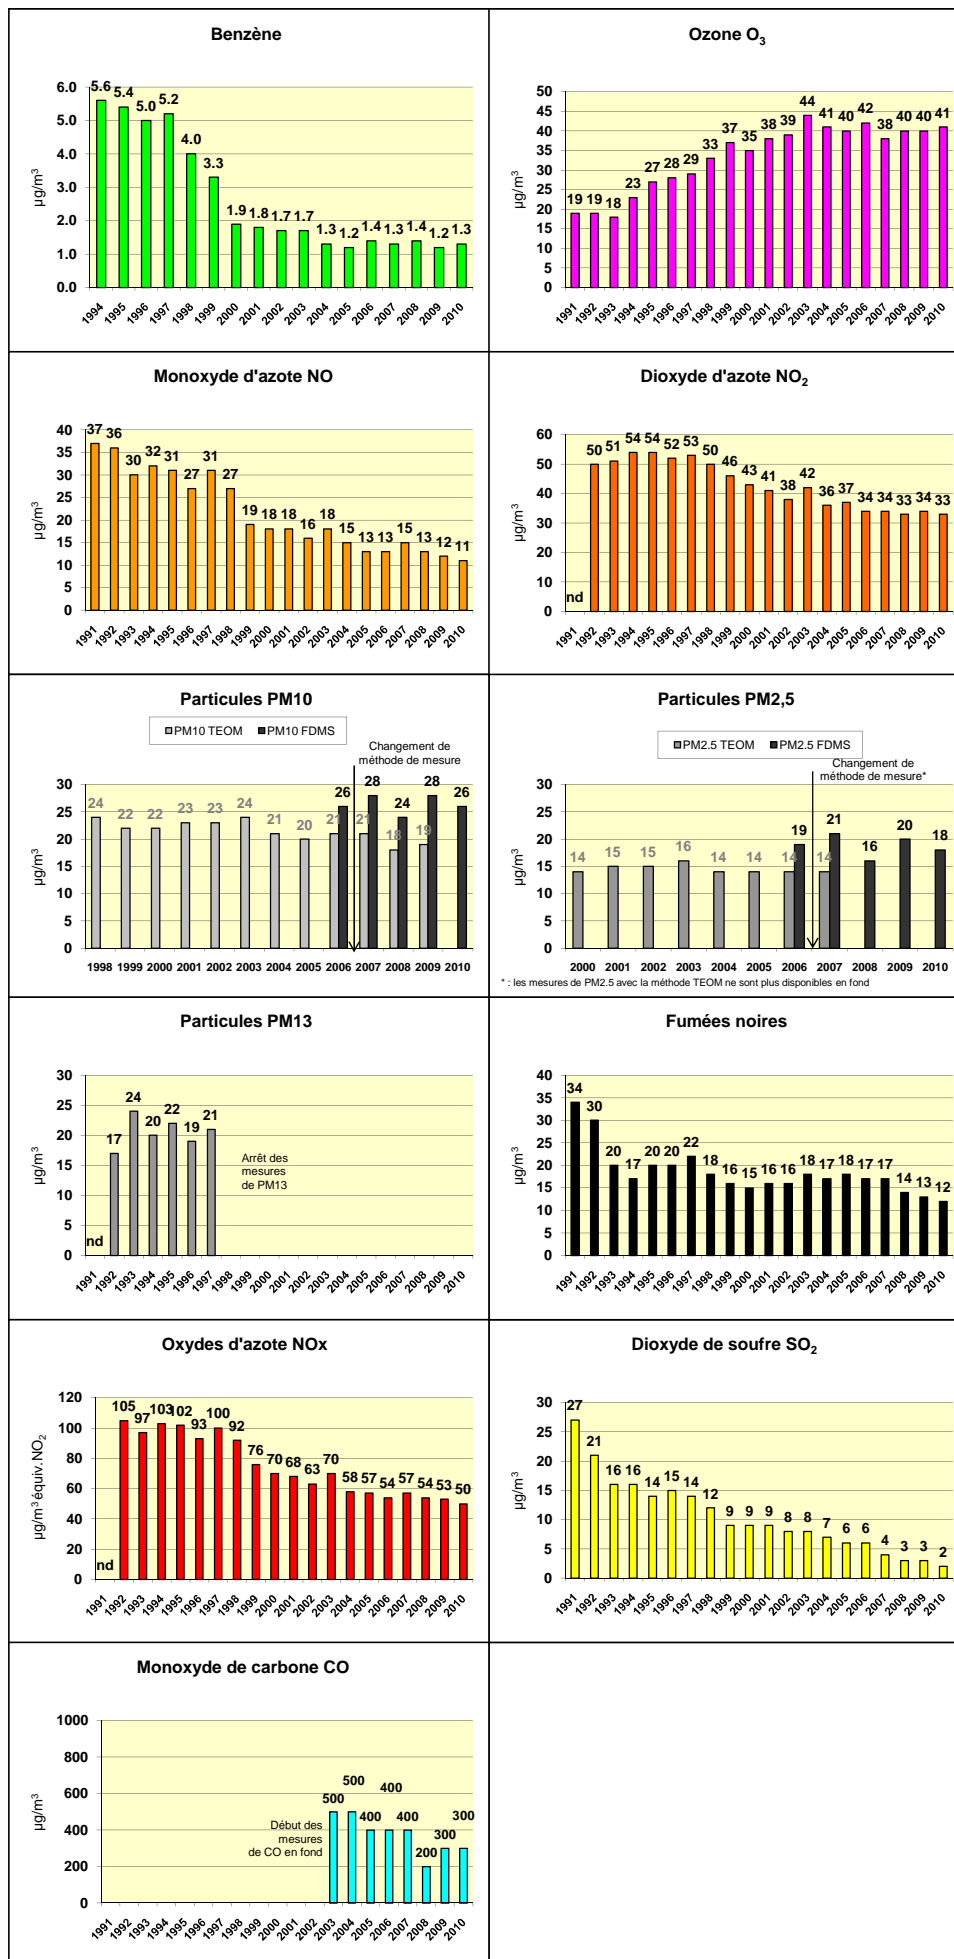 Benzène
µg/m³
6.0
5.0
4.0
3.0
2.0
1.0
0.0
5.6 5.4 5.0 5.2 4.0 3.3 1.9 1.8 1.7 1.7 1.3 1.2 1.4 1.3 1.4 1.2 1.3
1994 1995 1996 1997 1998 1999 2000 2001 2002 2003 2004 2005 2006 2007 2008 2009 2010
Ozone O₃
µg/m³
50
45
40
35
30
25
20
15
10
5
0
19 19 18 23 27 28 29 33 37 35 38 39 44 41 40 42 38 40 40 41
1991 1992 1993 1994 1995 1996 1997 1998 1999 2000 2001 2002 2003 2004 2005 2006 2007 2008 2009 2010
Monoxyde d'azote NO
µg/m³
40
35
30
25
20
15
10
5
0
37 36 30 32 31 27 31 27 19 18 18 16 18 15 13 13 15 13 12 11
1991 1992 1993 1994 1995 1996 1997 1998 1999 2000 2001 2002 2003 2004 2005 2006 2007 2008 2009 2010
Dioxyde d'azote NO₂
µg/m³
60
50
40
30
20
10
0
nd 50 51 54 54 52 53 50 46 43 41 38 42 36 37 34 34 33 34 33
1991 1992 1993 1994 1995 1996 1997 1998 1999 2000 2001 2002 2003 2004 2005 2006 2007 2008 2009 2010
Particules PM10
PM10 TEOM PM10 FDMS
Changement de
méthode de mesure
µg/m³
30
25
20
15
10
5
0
24 22 22 23 23 24 21 20 21 26 21 28 18 24 19 28 26
1998 1999 2000 2001 2002 2003 2004 2005 2006 2007 2008 2009 2010
Particules PM2,5
PM2.5 TEOM PM2.5 FDMS
Changement de
méthode de mesure*
µg/m³
30
25
20
15
10
5
0
14 15 15 16 14 14 14 19 14 21 16 20 18
2000 2001 2002 2003 2004 2005 2006 2007 2008 2009 2010
* : les mesures de PM2.5 avec la méthode TEOM ne sont plus disponibles en fond
Particules PM13
µg/m³
30
25
20
15
10
5
0
nd 17 24 20 22 19 21
Arrêt des
mesures
de PM13
1991 1992 1993 1994 1995 1996 1997 1998 1999 2000 2001 2002 2003 2004 2005 2006 2007 2008 2009 2010
Fumées noires
µg/m³
40
35
30
25
20
15
10
5
0
34 30 20 17 20 20 22 18 16 15 16 16 18 17 18 17 17 14 13 12
1991 1992 1993 1994 1995 1996 1997 1998 1999 2000 2001 2002 2003 2004 2005 2006 2007 2008 2009 2010
Oxydes d'azote NOx
µg/m³ équiv. NO₂
120
100
80
60
40
20
0
nd 105 97 103 102 93 100 92 76 70 68 63 70 58 57 54 57 54 53 50
1991 1992 1993 1994 1995 1996 1997 1998 1999 2000 2001 2002 2003 2004 2005 2006 2007 2008 2009 2010
Dioxyde de soufre SO₂
µg/m³
30
25
20
15
10
5
0
27 21 16 16 14 15 14 12 9 9 9 8 8 7 6 6 4 3 3 2
1991 1992 1993 1994 1995 1996 1997 1998 1999 2000 2001 2002 2003 2004 2005 2006 2007 2008 2009 2010
Monoxyde de carbone CO
µg/m³
1000
800
600
400
200
0
Début des
mesures
de CO en fond
500 500 400 400 400 200 300 300
1991 1992 1993 1994 1995 1996 1997 1998 1999 2000 2001 2002 2003 2004 2005 2006 2007 2008 2009 2010